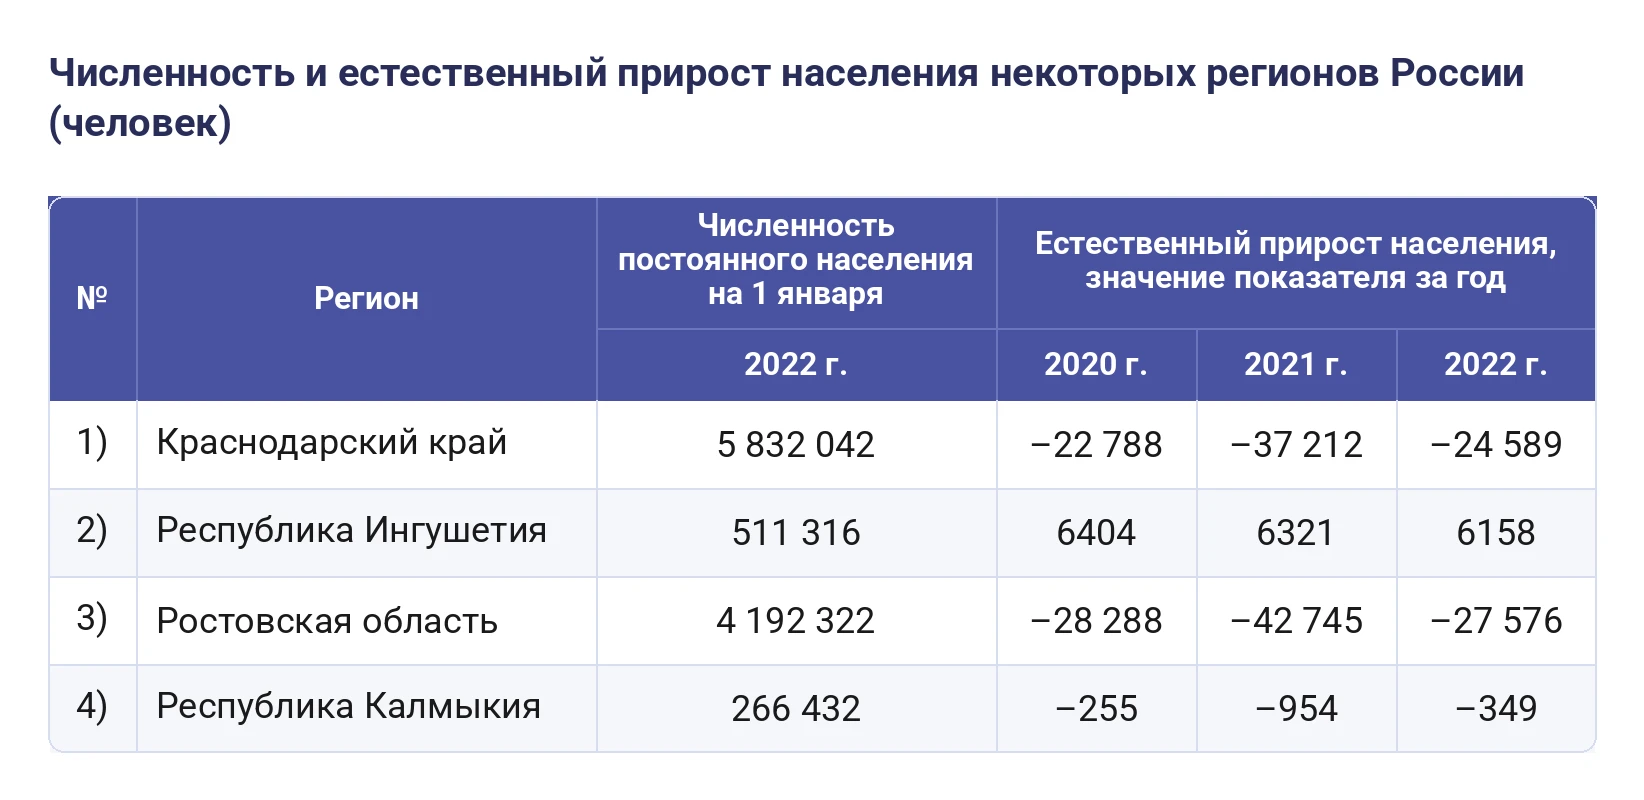 Численность и естественный прирост населения некоторых регионов России
(человек)
№
Регион
Численность
постоянного населения
на 1 января
Естественный прирост населения,
значение показателя за год
2022 г.
2020 г.
2021 г.
2022 г.
1) Краснодарский край 5 832 042 –22 788 –37 212 –24 589
2) Республика Ингушетия 511 316 6404 6321 6158
3) Ростовская область 4 192 322 –28 288 –42 745 –27 576
4) Республика Калмыкия 266 432 –255 –954 –349